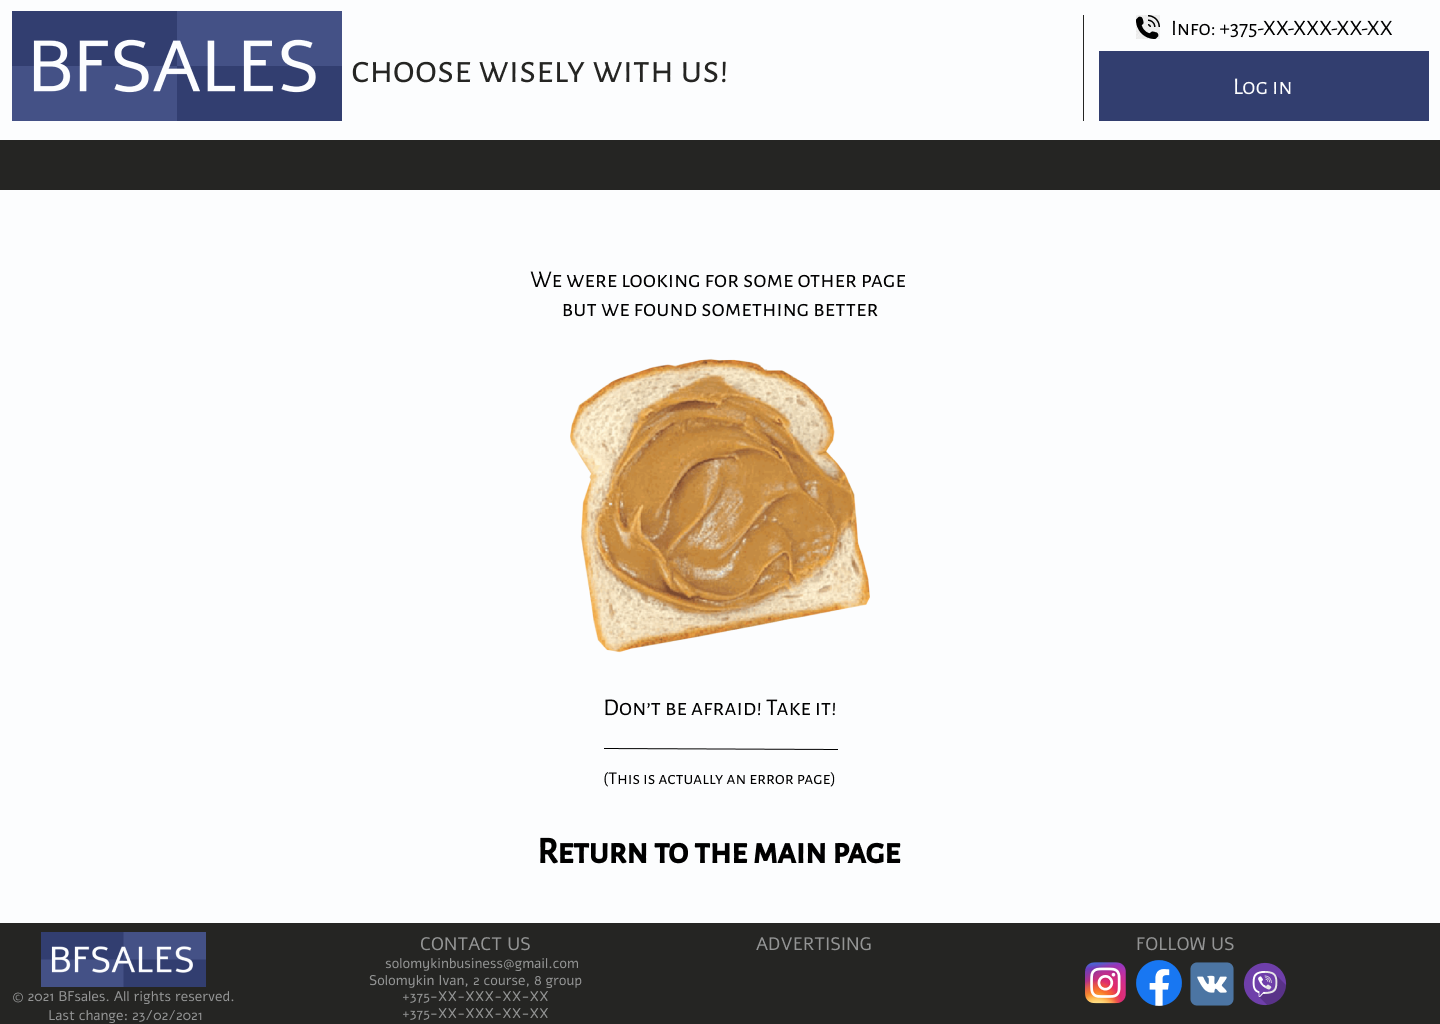 BFSALES
CHOOSE WISELY WITH US!
Info: +375-XX-XXX-XX-XX
Log in
We were looking for some other page
but we found something better
Don't be afraid! Take it!
(This is actually an error page)
Return to the main page
BFSALES
© 2021 BFsales. All rights reserved.
Last change: 23/02/2021
CONTACT US
solomykinbusiness@gmail.com
Solomykin Ivan, 2 course, 8 group
+375-XX-XXX-XX-XX
+375-XX-XXX-XX-XX
ADVERTISING
FOLLOW US